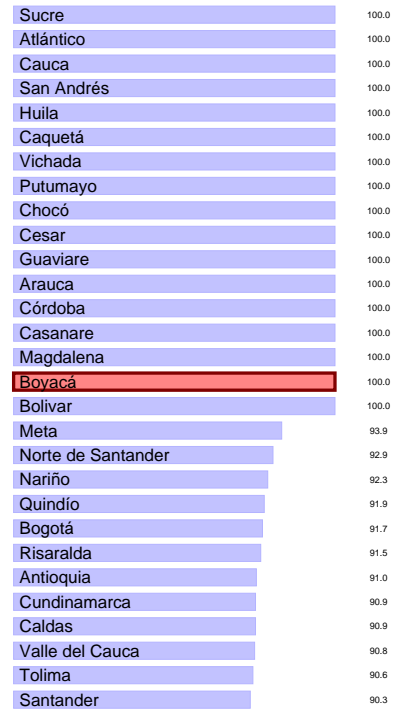 Sucre 100.0
Atlántico 100.0
Cauca 100.0
San Andrés 100.0
Huila 100.0
Caquetá 100.0
Vichada 100.0
Putumayo 100.0
Chocó 100.0
Cesar 100.0
Guaviare 100.0
Arauca 100.0
Córdoba 100.0
Casanare 100.0
Magdalena 100.0
Boyacá 100.0
Bolivar 100.0
Meta 93.9
Norte de Santander 92.9
Nariño 92.3
Quindío 91.9
Bogotá 91.7
Risaralda 91.5
Antioquia 91.0
Cundinamarca 90.9
Caldas 90.9
Valle del Cauca 90.8
Tolima 90.6
Santander 90.3